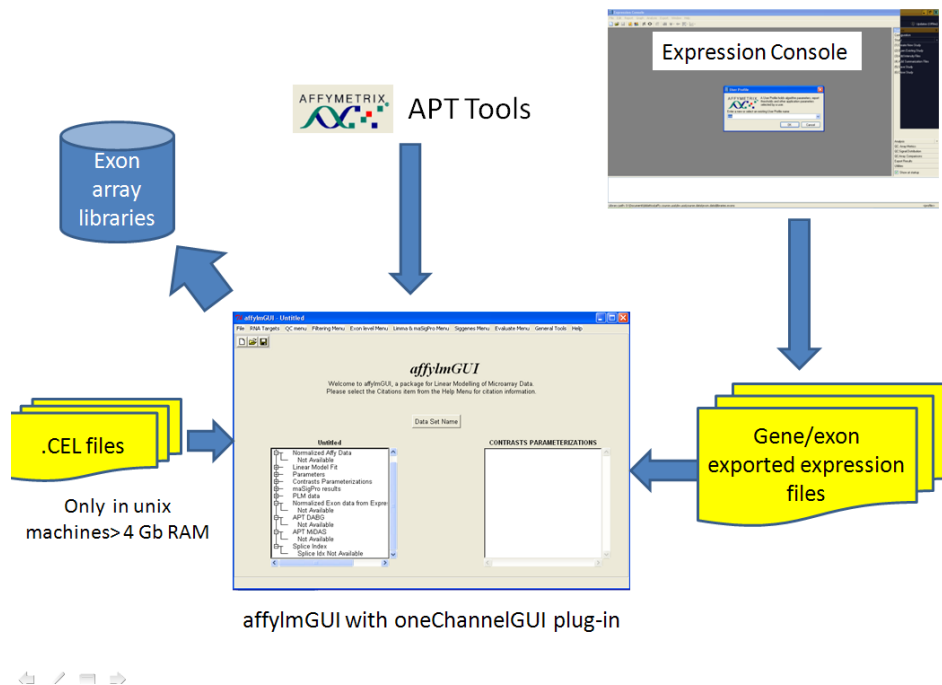 Expression Console
AFFYMETRIX
APT Tools
User Profile
AFFYMETRIX
OK Cancel
Exon
array
libraries
affylmGUI - Untitled
File RNA Targets QC menu Filtering Menu Exon level Menu Limma & maSigPro Menu Siggenes Menu Evaluate Menu General Tools Help
affylmGUI
Welcome to affylmGUI, a package for Linear Modelling of Microarray Data.
Please select the Citations item from the Help Menu for citation information.
Data Set Name
Untitled
Normalized Affy Data
Not Available
Linear Model Fit
Parameters
Contrasts Parameterizations
maSigPro results
PLM data
Normalized Exon data from Expre
Not Available
APT DABG
Not Available
APT MiDAS
Not Available
Splice Index
Splice Idx Not Available
CONTRASTS PARAMETERIZATIONS
.CEL files
Only in unix
machines> 4 Gb RAM
Gene/exon
exported expression
files
affylmGUI with oneChannelGUI plug-in